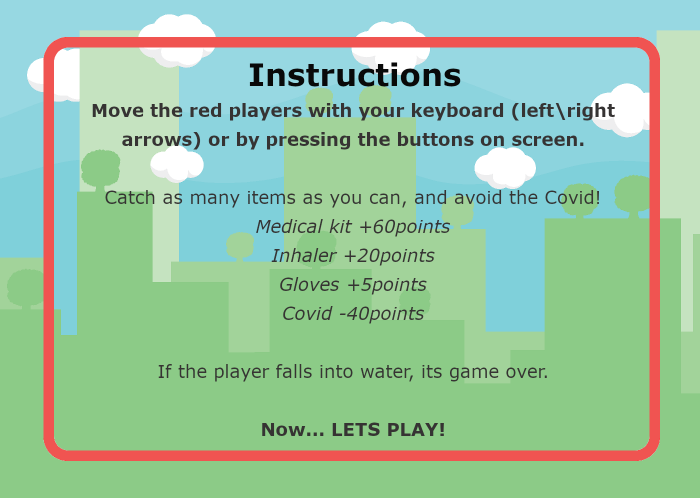 Instructions
Move the red players with your keyboard (left\right
arrows) or by pressing the buttons on screen.
Catch as many items as you can, and avoid the Covid!
Medical kit +60points
Inhaler +20points
Gloves +5points
Covid -40points
If the player falls into water, its game over.
Now... LETS PLAY!